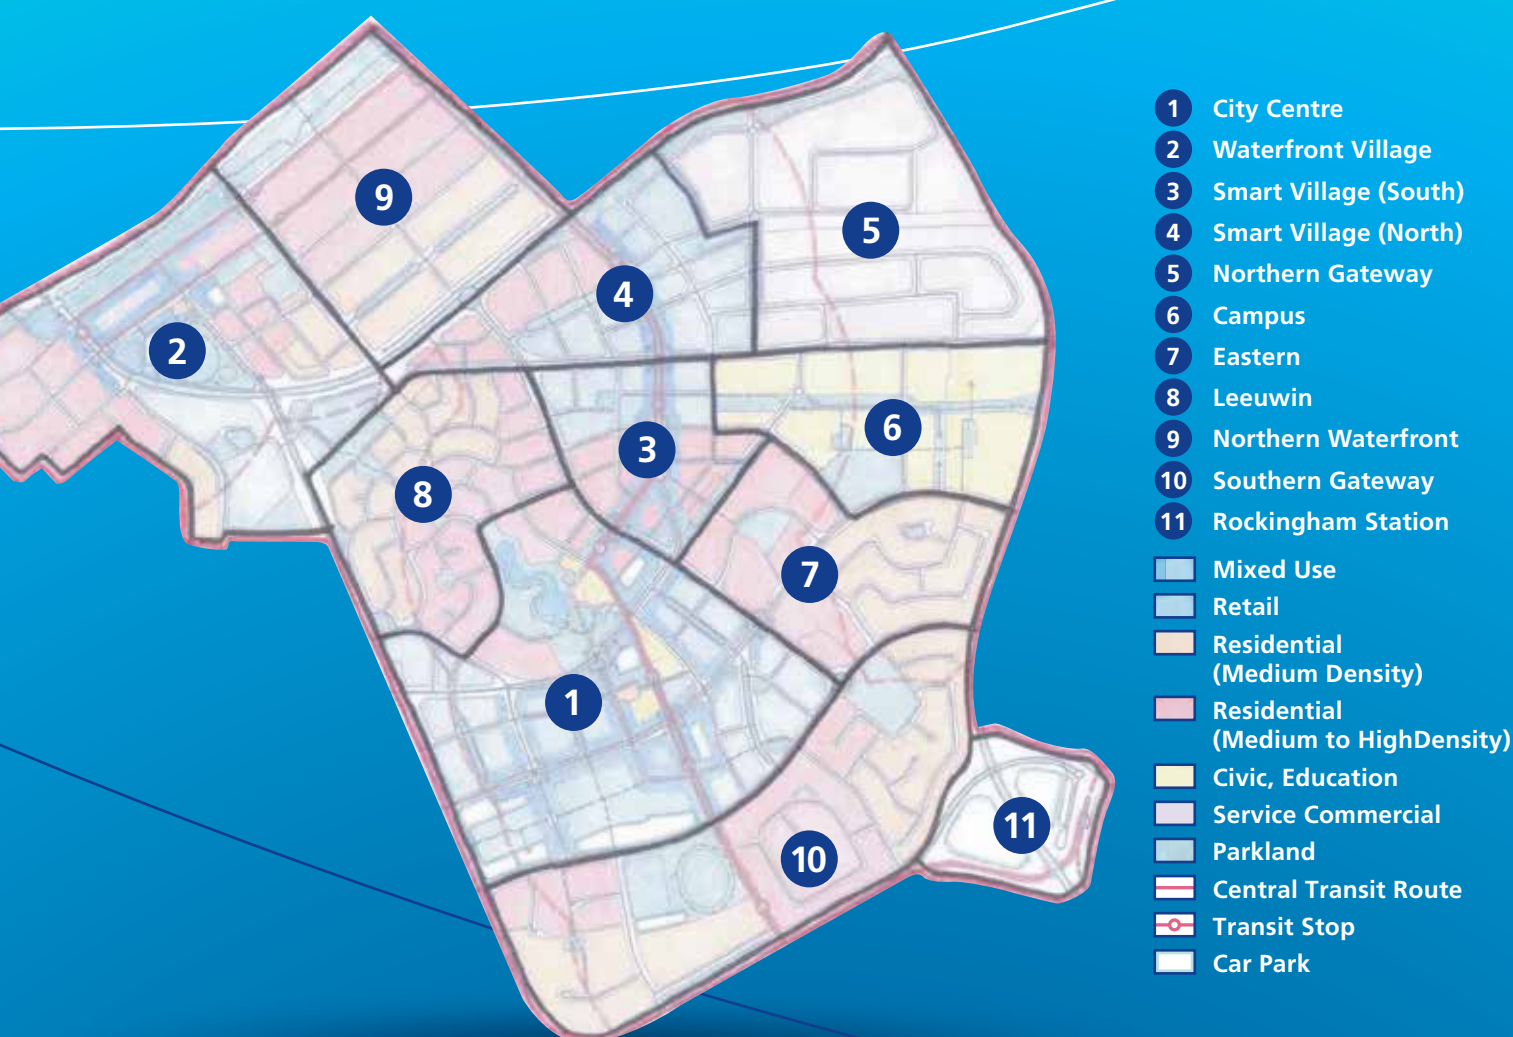 9
5
4
2
6
3
8
7
1
11
10
1 City Centre
2 Waterfront Village
3 Smart Village (South)
4 Smart Village (North)
5 Northern Gateway
6 Campus
7 Eastern
8 Leeuwin
9 Northern Waterfront
10 Southern Gateway
11 Rockingham Station
Mixed Use
Retail
Residential
(Medium Density)
Residential
(Medium to HighDensity)
Civic, Education
Service Commercial
Parkland
Central Transit Route
Transit Stop
Car Park